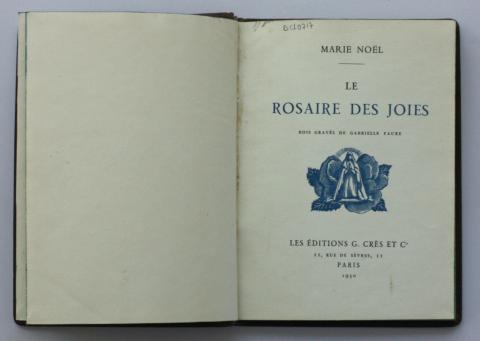 MARIE NOËL
LE
ROSAIRE DES JOIES
BOIS GRAVÉS DE GABRIELLE FAURE
LES ÉDITIONS G. CRÈS ET Cie
11, RUE DE SÈVRES, 11
PARIS
1930